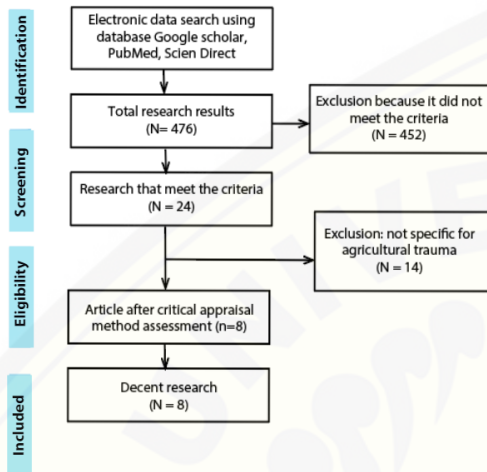 Identification
Electronic data search using
database Google scholar,
PubMed, Scien Direct
Total research results
(N= 476)
Exclusion because it did not
meet the criteria
(N = 452)
Screening
Research that meet the criteria
(N = 24)
Exclusion: not specific for
agricultural trauma
(N = 14)
Eligibility
Article after critical appraisal
method assessment (n=8)
Included
Decent research
(N = 8)
UNIVE